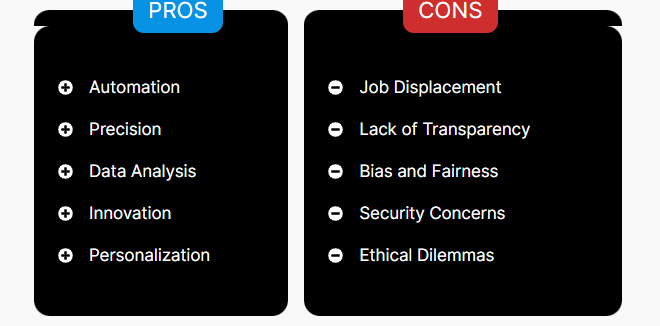 PROS
Automation
Precision
Data Analysis
Innovation
Personalization
CONS
Job Displacement
Lack of Transparency
Bias and Fairness
Security Concerns
Ethical Dilemmas